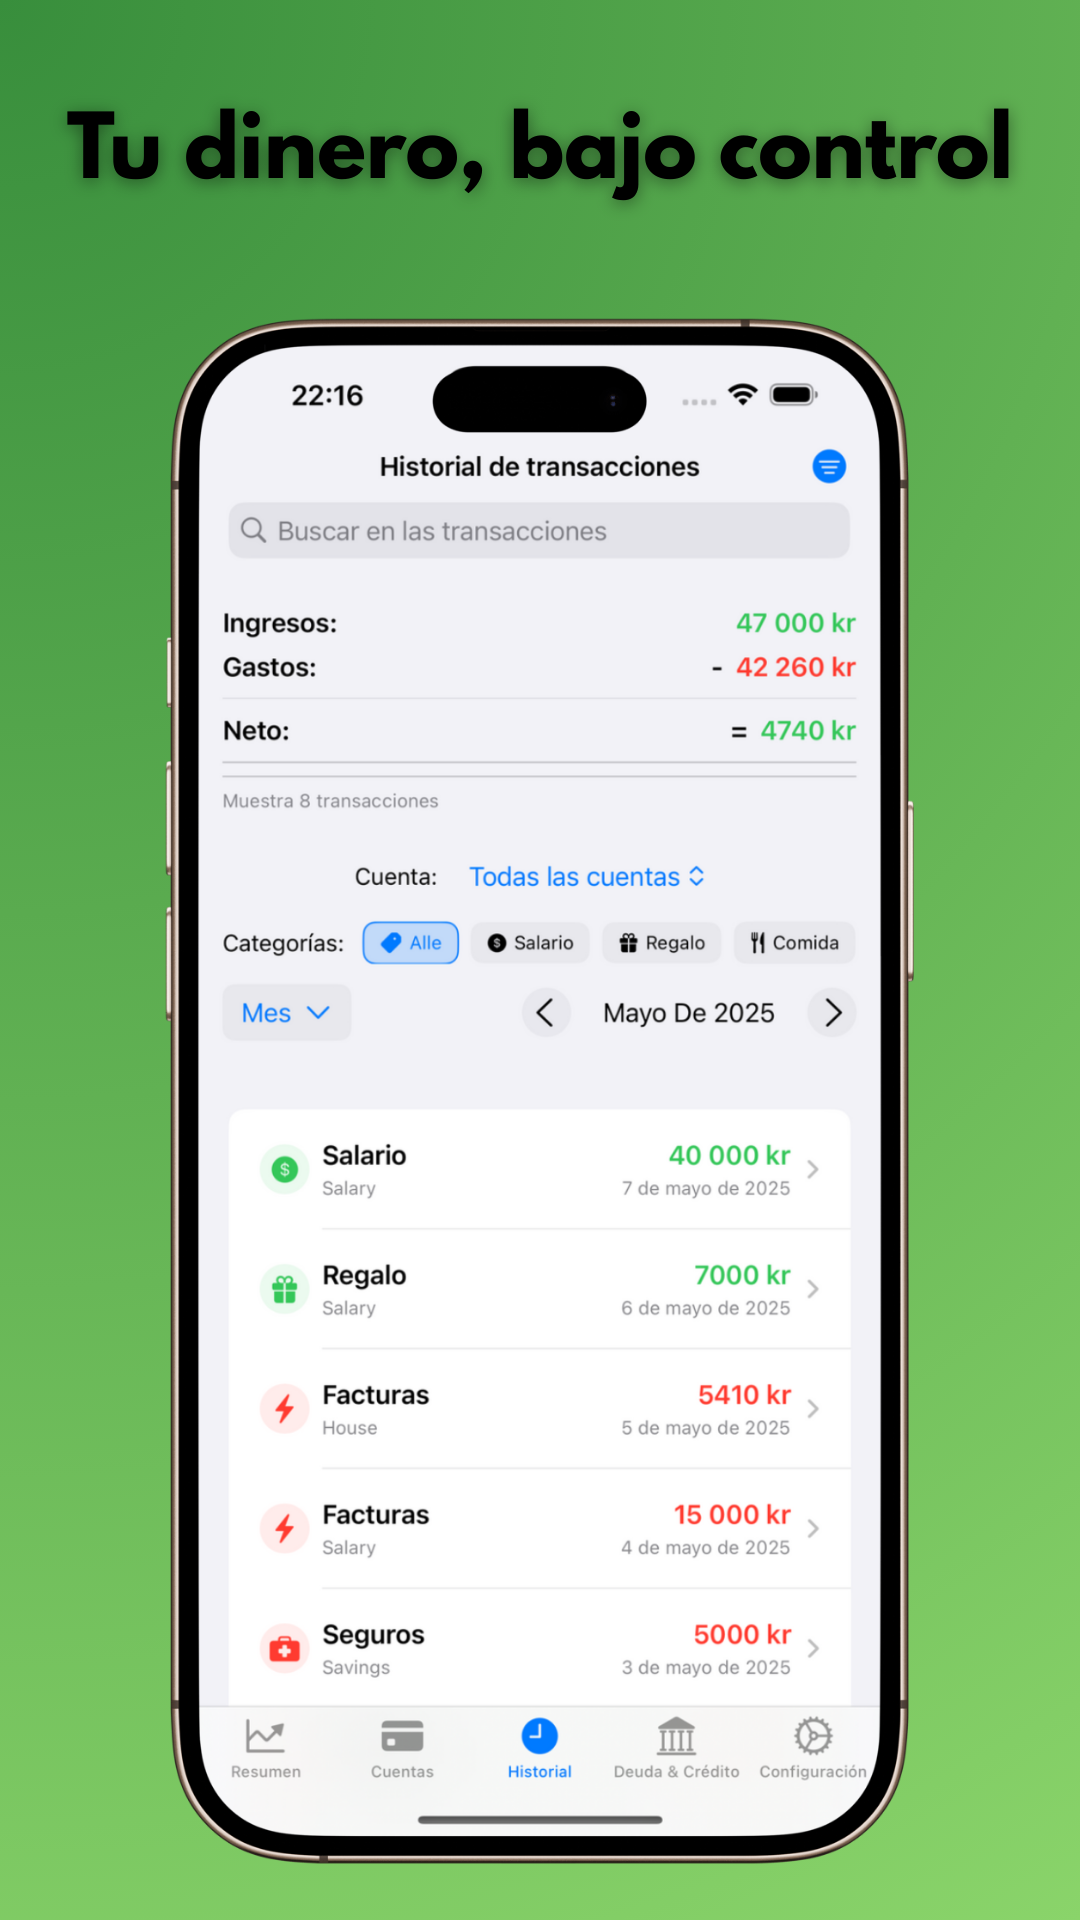 Tu dinero, bajo control
22:16
Historial de transacciones
Buscar en las transacciones
Ingresos: 47 000 kr
Gastos: - 42 260 kr
Neto: = 4740 kr
Muestra 8 transacciones
Cuenta: Todas las cuentas
Categorías: Alle Salario Regalo Comida
Mes Mayo De 2025
Salario 40 000 kr
Salary 7 de mayo de 2025
Regalo 7000 kr
Salary 6 de mayo de 2025
Facturas 5410 kr
House 5 de mayo de 2025
Facturas 15 000 kr
Salary 4 de mayo de 2025
Seguros 5000 kr
Savings 3 de mayo de 2025
Resumen Cuentas Historial Deuda & Crédito Configuración